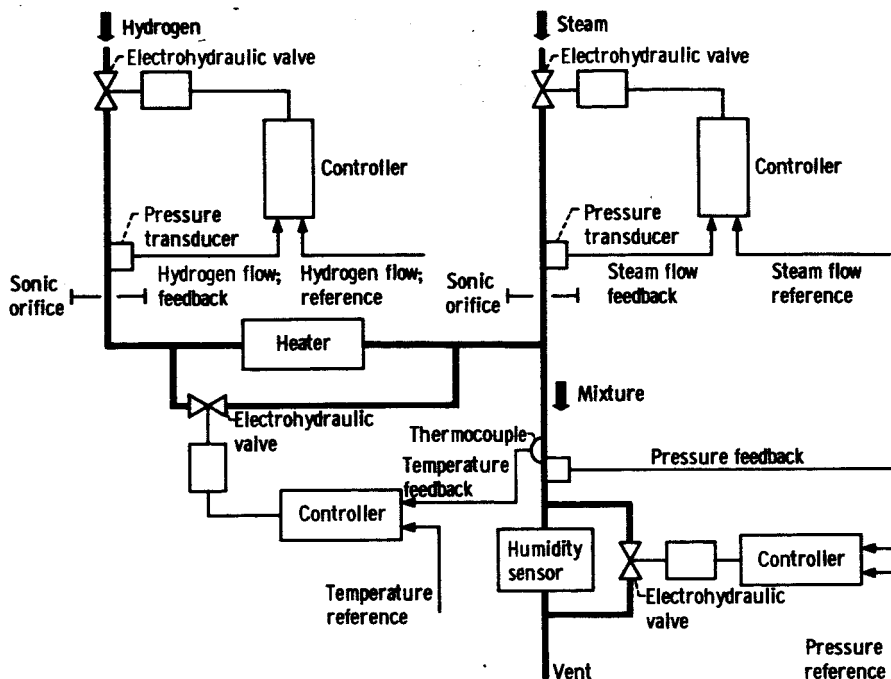 Hydrogen
Electrohydraulic valve
Controller
Pressure
transducer
Hydrogen flow;
feedback
Hydrogen flow;
reference
Sonic
orifice
Heater
Electrohydraulic
valve
Steam
Electrohydraulic valve
Controller
Pressure
transducer
Steam flow
feedback
Steam flow
reference
Sonic
orifice
Mixture
Thermocouple
Temperature
feedback
Pressure feedback
Controller
Temperature
reference
Humidity
sensor
Controller
Electrohydraulic
valve
Pressure
reference
Vent